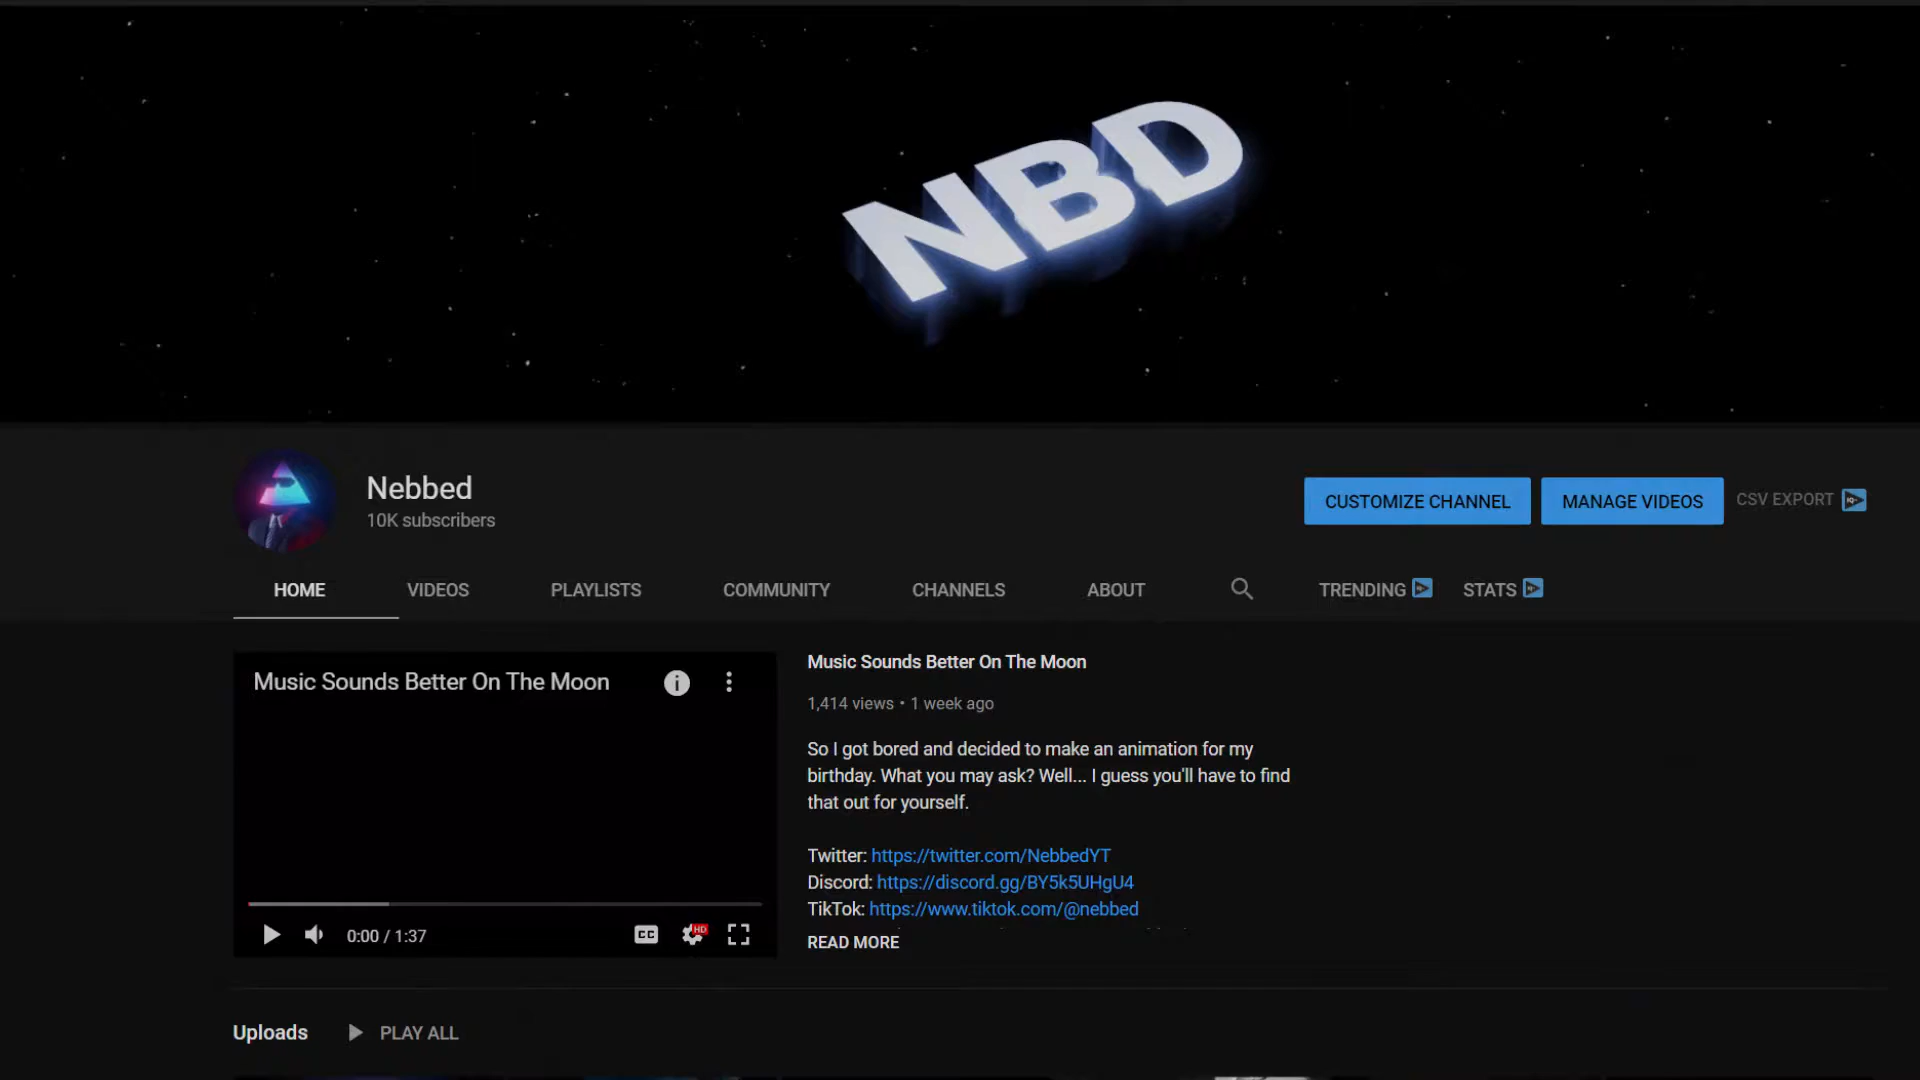 NBD
Nebbed
10K subscribers
CUSTOMIZE CHANNEL
MANAGE VIDEOS
CSV EXPORT
HOME
VIDEOS
PLAYLISTS
COMMUNITY
CHANNELS
ABOUT
TRENDING
STATS
Music Sounds Better On The Moon
0:00 / 1:37
CC
HD
Music Sounds Better On The Moon
1,414 views • 1 week ago
So I got bored and decided to make an animation for my
birthday. What you may ask? Well... I guess you'll have to find
that out for yourself.
Twitter: https://twitter.com/NebbedYT
Discord: https://discord.gg/BY5k5UHgU4
TikTok: https://www.tiktok.com/@nebbed
READ MORE
Uploads
PLAY ALL